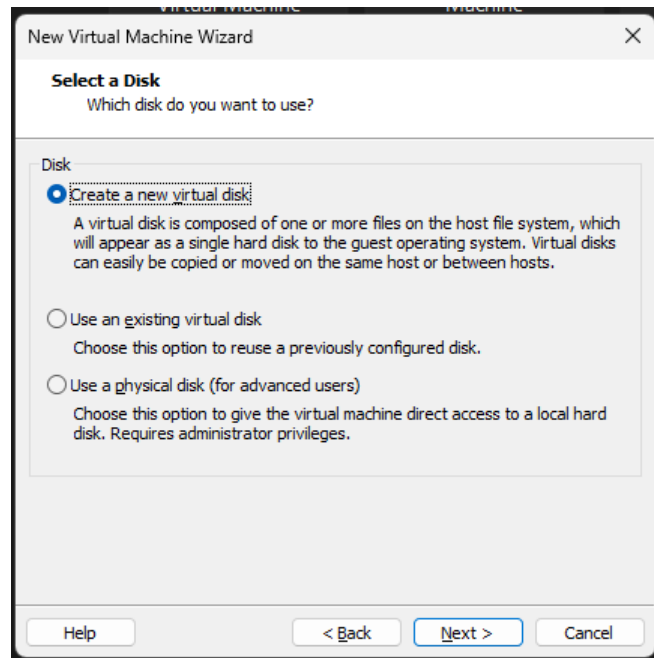 Virtual Machine Machine
New Virtual Machine Wizard
Select a Disk
Which disk do you want to use?
Disk
Create a new virtual disk
A virtual disk is composed of one or more files on the host file system, which
will appear as a single hard disk to the guest operating system. Virtual disks
can easily be copied or moved on the same host or between hosts.
Use an existing virtual disk
Choose this option to reuse a previously configured disk.
Use a physical disk (for advanced users)
Choose this option to give the virtual machine direct access to a local hard
disk. Requires administrator privileges.
Help < Back Next > Cancel